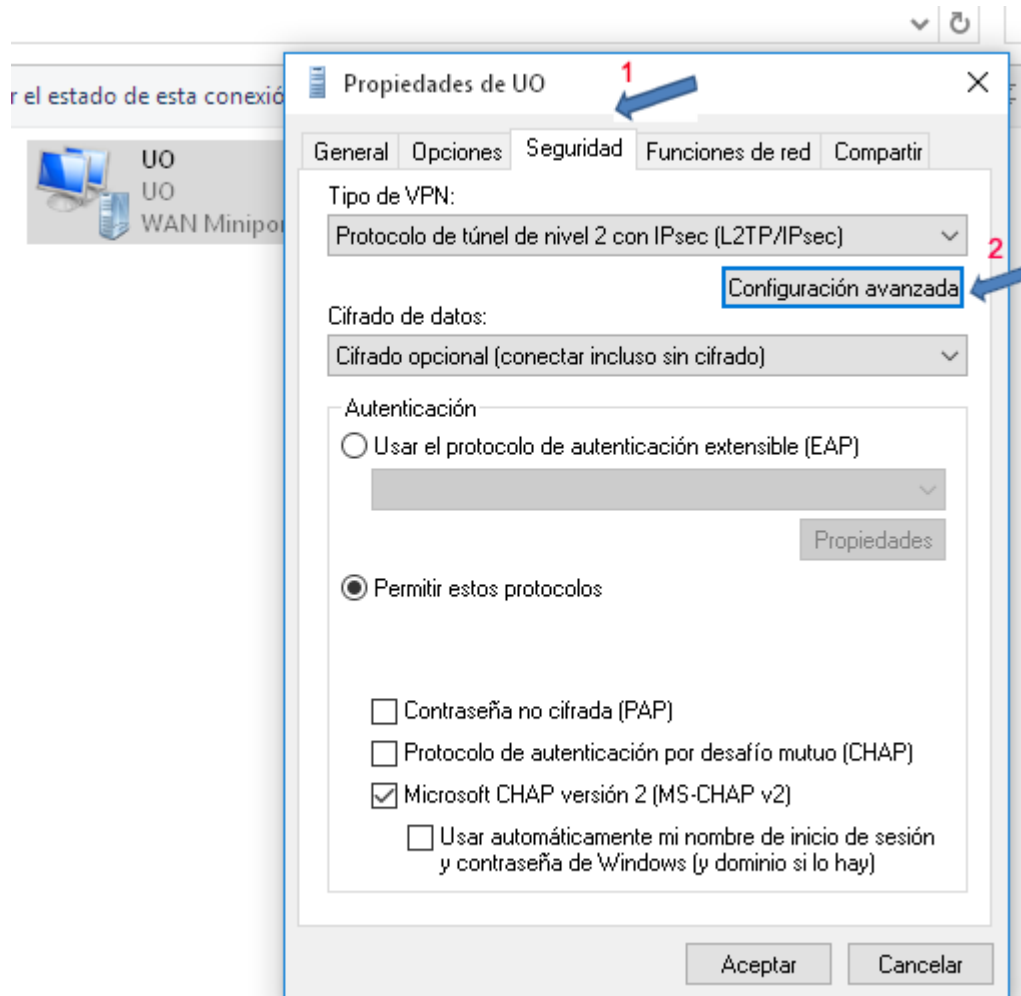 Propiedades de UO
1
r el estado de esta conexió
General Opciones Seguridad Funciones de red Compartir
UO
UO
WAN Minipor
Tipo de VPN:
Protocolo de túnel de nivel 2 con IPsec (L2TP/IPsec)
2
Configuración avanzada
Cifrado de datos:
Cifrado opcional (conectar incluso sin cifrado)
Autenticación
Usar el protocolo de autenticación extensible (EAP)
Propiedades
Permitir estos protocolos
Contraseña no cifrada (PAP)
Protocolo de autenticación por desafío mutuo (CHAP)
Microsoft CHAP versión 2 (MS-CHAP v2)
Usar automáticamente mi nombre de inicio de sesión
y contraseña de Windows (y dominio si lo hay)
Aceptar
Cancelar